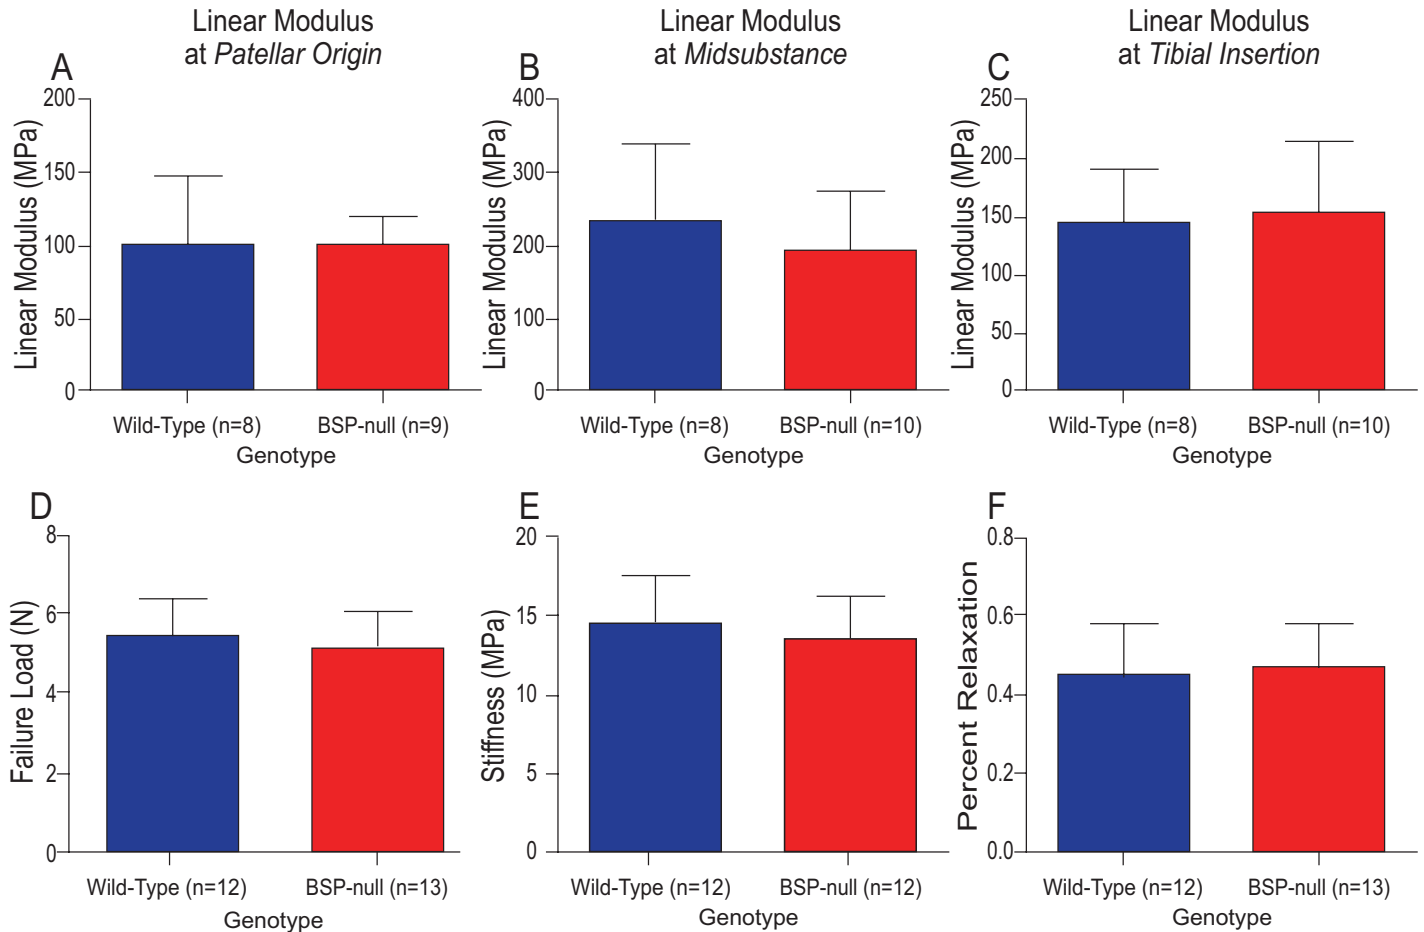 Linear Modulus
at Patellar Origin
A
200
150
100
50
0
Linear Modulus (MPa)
Wild-Type (n=8) BSP-null (n=9)
Genotype
Linear Modulus
at Midsubstance
B
400
300
200
100
0
Linear Modulus (MPa)
Wild-Type (n=8) BSP-null (n=10)
Genotype
Linear Modulus
at Tibial Insertion
C
250
200
150
100
50
0
Linear Modulus (MPa)
Wild-Type (n=8) BSP-null (n=10)
Genotype
D
8
6
4
2
0
Failure Load (N)
Wild-Type (n=12) BSP-null (n=13)
Genotype
E
20
15
10
5
0
Stiffness (MPa)
Wild-Type (n=12) BSP-null (n=12)
Genotype
F
0.8
0.6
0.4
0.2
0.0
Percent Relaxation
Wild-Type (n=12) BSP-null (n=13)
Genotype